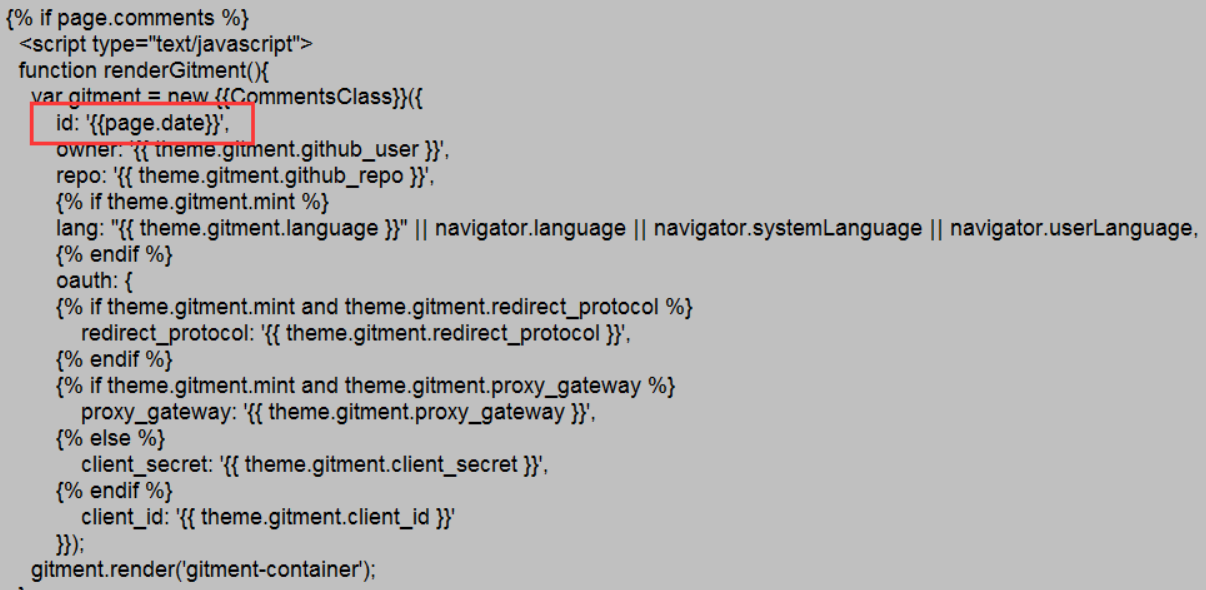 {% if page.comments %}
<script type="text/javascript">
function renderGitment(){
var gitment = new {{CommentsClass}}({
id: '{{page.date}}',
owner: '{{ theme.gitment.github_user }}',
repo: '{{ theme.gitment.github_repo }}',
{% if theme.gitment.mint %}
lang: "{{ theme.gitment.language }}" || navigator.language || navigator.systemLanguage || navigator.userLanguage,
{% endif %}
oauth: {
{% if theme.gitment.mint and theme.gitment.redirect_protocol %}
redirect_protocol: '{{ theme.gitment.redirect_protocol }}',
{% endif %}
{% if theme.gitment.mint and theme.gitment.proxy_gateway %}
proxy_gateway: '{{ theme.gitment.proxy_gateway }}',
{% else %}
client_secret: '{{ theme.gitment.client_secret }}',
{% endif %}
client_id: '{{ theme.gitment.client_id }}'
}});
gitment.render('gitment-container');